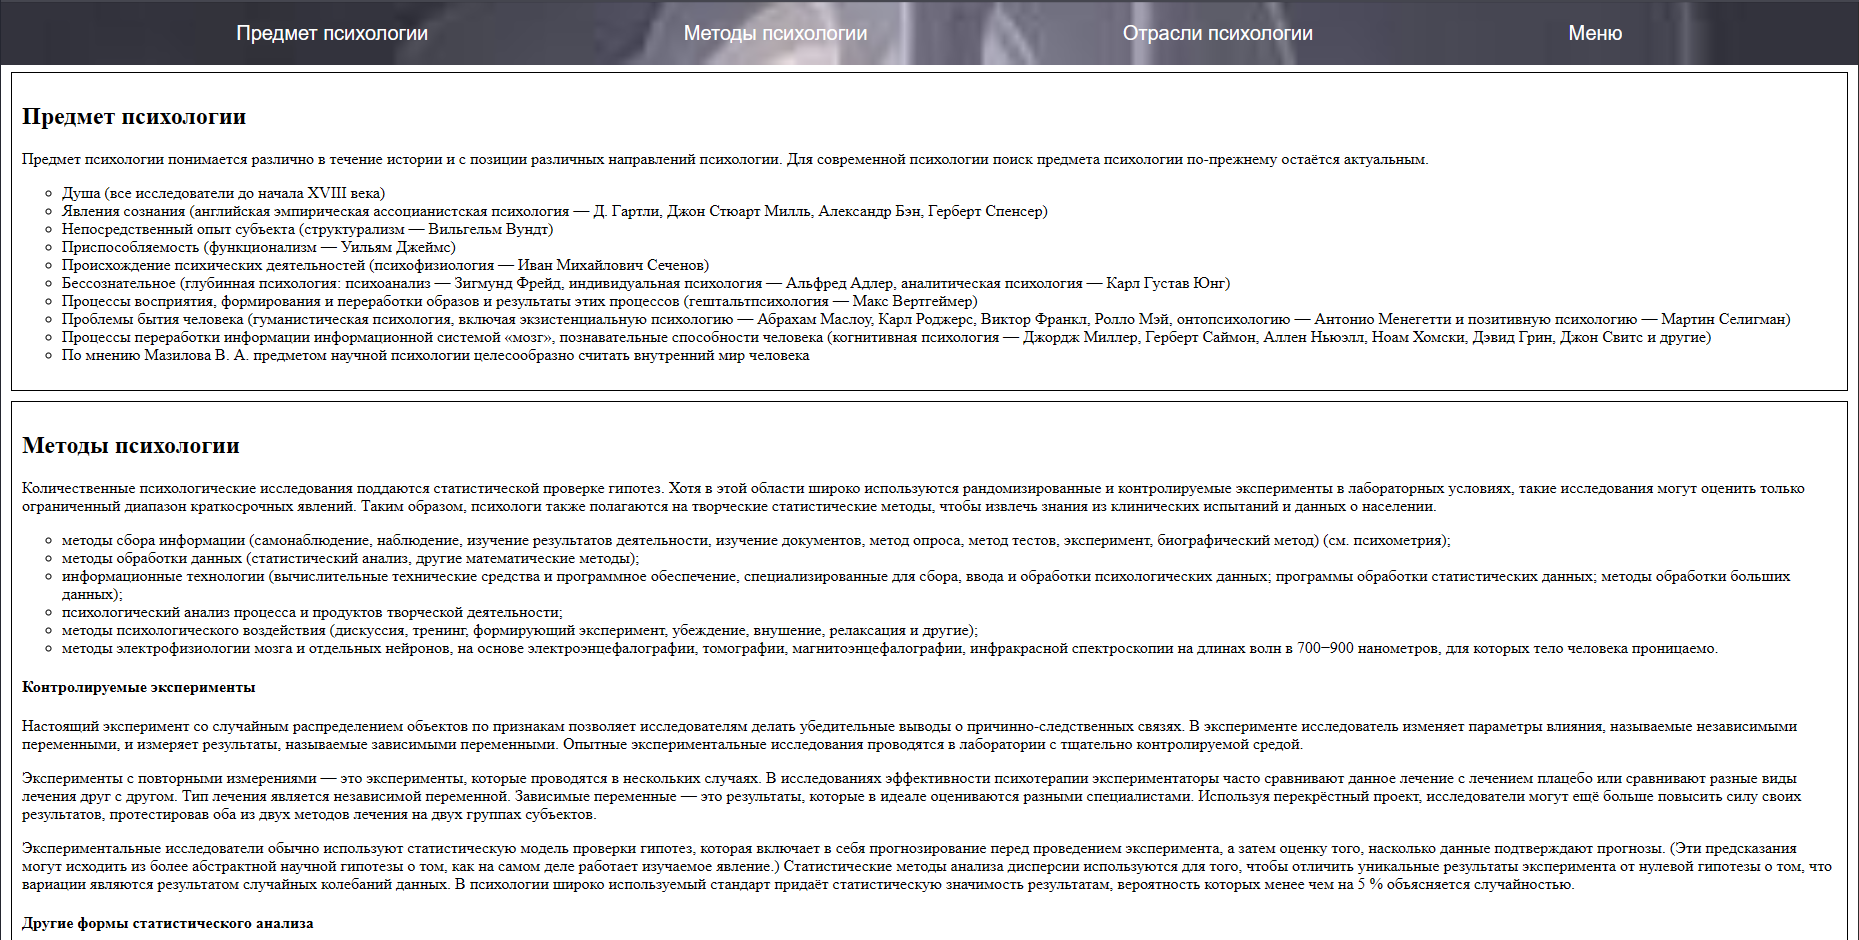 Предмет психологии
Методы психологии
Отрасли психологии
Меню
Предмет психологии
Предмет психологии понимается различно в течение истории и с позиции различных направлений психологии. Для современной психологии поиск предмета психологии по-прежнему остаётся актуальным.
Душа (все исследователи до начала XVIII века)
Явления сознания (английская эмпирическая ассоцианистская психология — Д. Гартли, Джон Стюарт Милль, Александр Бэн, Герберт Спенсер)
Непосредственный опыт субъекта (структурализм — Вильгельм Вундт)
Приспособляемость (функционализм — Уильям Джеймс)
Происхождение психических деятельностей (психофизиология — Иван Михайлович Сеченов)
Бессознательное (глубинная психология: психоанализ — Зигмунд Фрейд, индивидуальная психология — Альфред Адлер, аналитическая психология — Карл Густав Юнг)
Процессы восприятия, формирования и переработки образов и результаты этих процессов (гештальтпсихология — Макс Вертгеймер)
Проблемы бытия человека (гуманистическая психология, включая экзистенциальную психологию — Абрахам Маслоу, Карл Роджерс, Виктор Франкл, Ролло Мэй, онтопсихологию — Антонио Менегетти и позитивную психологию — Мартин Селигман)
Процессы переработки информации информационной системой «мозг», познавательные способности человека (когнитивная психология — Джордж Миллер, Герберт Саймон, Аллен Ньюэлл, Ноам Хомски, Дэвид Грин, Джон Свитс и другие)
По мнению Мазилова В. А. предметом научной психологии целесообразно считать внутренний мир человека
Методы психологии
Количественные психологические исследования поддаются статистической проверке гипотез. Хотя в этой области широко используются рандомизированные и контролируемые эксперименты в лабораторных условиях, такие исследования могут оценить только
ограниченный диапазон краткосрочных явлений. Таким образом, психологи также полагаются на творческие статистические методы, чтобы извлечь знания из клинических испытаний и данных о населении.
методы сбора информации (самонаблюдение, наблюдение, изучение результатов деятельности, изучение документов, метод опроса, метод тестов, эксперимент, биографический метод) (см. психометрия);
методы обработки данных (статистический анализ, другие математические методы);
информационные технологии (вычислительные технические средства и программное обеспечение, специализированные для сбора, ввода и обработки психологических данных; программы обработки статистических данных; методы обработки больших
данных);
психологический анализ процесса и продуктов творческой деятельности;
методы психологического воздействия (дискуссия, тренинг, формирующий эксперимент, убеждение, внушение, релаксация и другие);
методы электрофизиологии мозга и отдельных нейронов, на основе электроэнцефалографии, томографии, магнитоэнцефалографии, инфракрасной спектроскопии на длинах волн в 700−900 нанометров, для которых тело человека проницаемо.
Контролируемые эксперименты
Настоящий эксперимент со случайным распределением объектов по признакам позволяет исследователям делать убедительные выводы о причинно-следственных связях. В эксперименте исследователь изменяет параметры влияния, называемые независимыми
переменными, и измеряет результаты, называемые зависимыми переменными. Опытные экспериментальные исследования проводятся в лаборатории с тщательно контролируемой средой.
Эксперименты с повторными измерениями — это эксперименты, которые проводятся в нескольких случаях. В исследованиях эффективности психотерапии экспериментаторы часто сравнивают данное лечение с лечением плацебо или сравнивают разные виды
лечения друг с другом. Тип лечения является независимой переменной. Зависимые переменные — это результаты, которые в идеале оцениваются разными специалистами. Используя перекрёстный проект, исследователи могут ещё больше повысить силу своих
результатов, протестировав оба из двух методов лечения на двух группах субъектов.
Экспериментальные исследователи обычно используют статистическую модель проверки гипотез, которая включает в себя прогнозирование перед проведением эксперимента, а затем оценку того, насколько данные подтверждают прогнозы. (Эти предсказания
могут исходить из более абстрактной научной гипотезы о том, как на самом деле работает изучаемое явление.) Статистические методы анализа дисперсии используются для того, чтобы отличить уникальные результаты эксперимента от нулевой гипотезы о том, что
вариации являются результатом случайных колебаний данных. В психологии широко используемый стандарт придаёт статистическую значимость результатам, вероятность которых менее чем на 5 % объясняется случайностью.
Другие формы статистического анализа